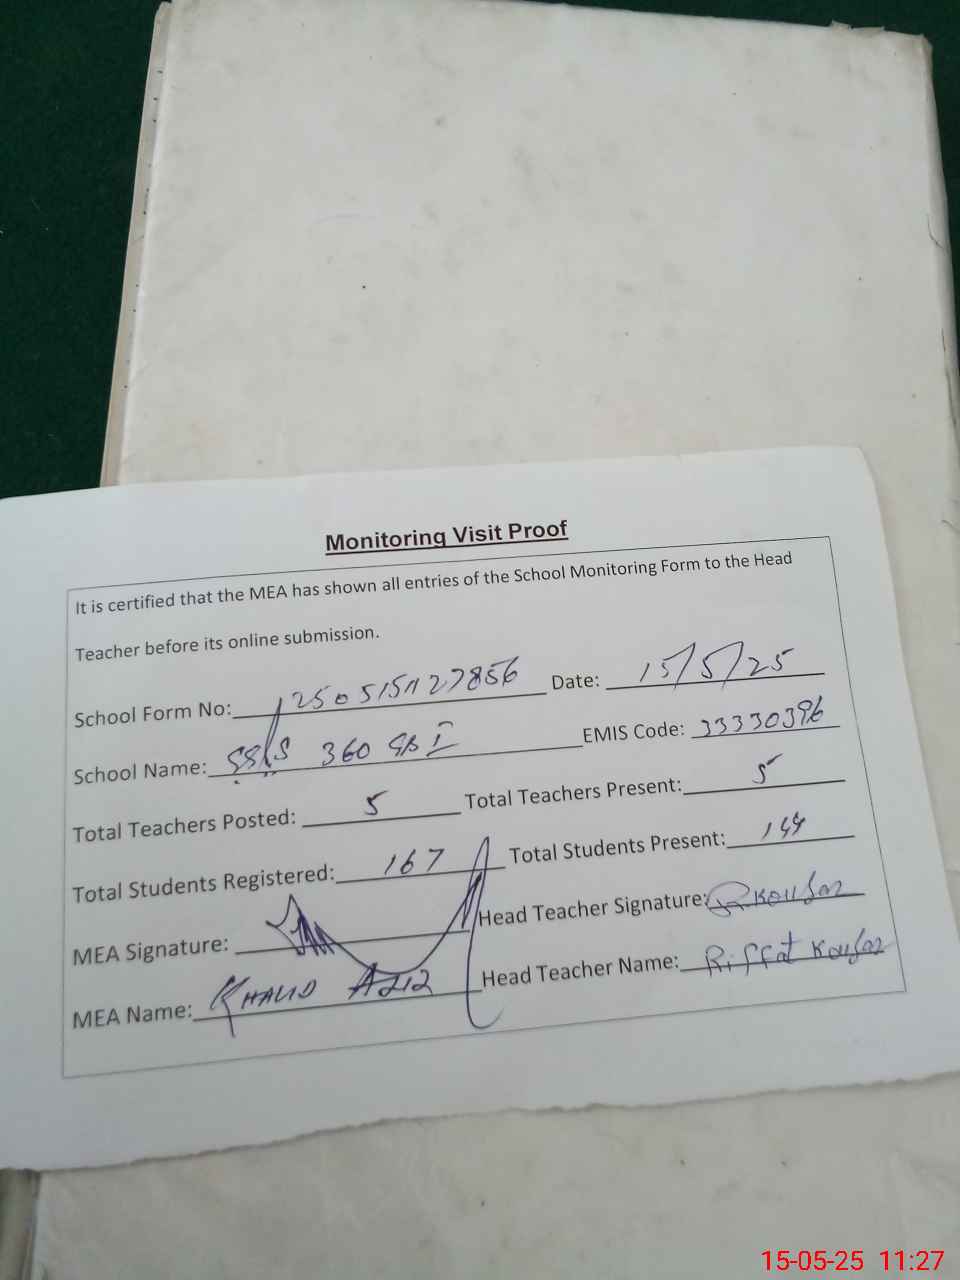 Monitoring Visit Proof
It is certified that the MEA has shown all entries of the School Monitoring Form to the Head
Teacher before its online submission.
School Form No: Date: 15/5/25
School Name: 360 GB I EMIS Code: 33330396
Total Teachers Posted: 5 Total Teachers Present: 5
Total Students Registered: 167 Total Students Present:
MEA Signature: Head Teacher Signature: RKousar
MEA Name: KHALID AZIZ Head Teacher Name: Riffat Kousar
15-05-25 11:27